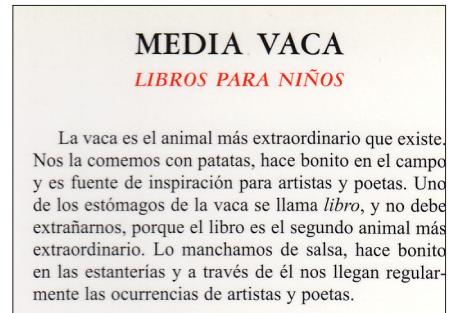 MEDIA VACA
LIBROS PARA NIÑOS
La vaca es el animal más extraordinario que existe.
Nos la comemos con patatas, hace bonito en el campo
y es fuente de inspiración para artistas y poetas. Uno
de los estómagos de la vaca se llama libro, y no debe
extrañarnos, porque el libro es el segundo animal más
extraordinario. Lo manchamos de salsa, hace bonito
en las estanterías y a través de él nos llegan regular-
mente las ocurrencias de artistas y poetas.